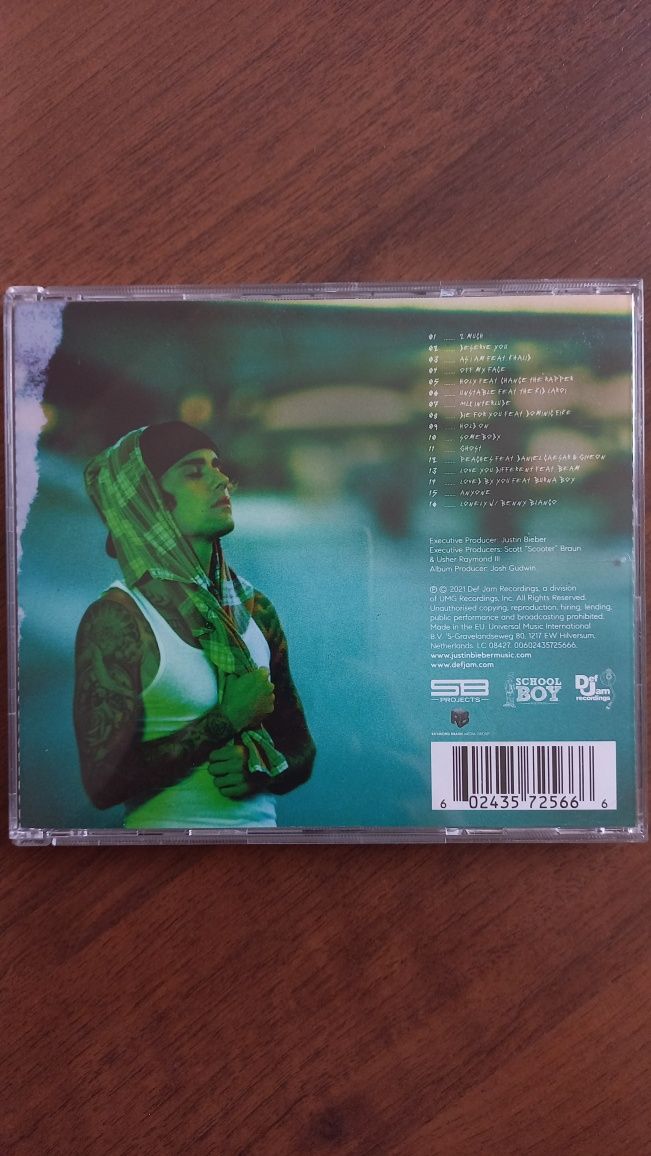 01 ..... 2 MUCH
02 ..... DESERVE YOU
03 ..... AS I AM FEAT KHALID
04 ..... OFF MY FACE
05 ..... HOLY FEAT CHANCE THE RAPPER
06 ..... UNSTABLE FEAT THE KID LAROI
07 ..... MLK INTERLUDE
08 ..... DIE FOR YOU FEAT DOMINIC FIKE
09 ..... HOLD ON
10 ..... SOMEBODY
11 ..... GHOST
12 ..... PEACHES FEAT DANIEL CAESAR & GIVEON
13 ..... LOVE YOU DIFFERENT FEAT BEAM
14 ..... LOVED BY YOU FEAT BURNA BOY
15 ..... ANYONE
16 ..... LONELY W/ BENNY BLANCO
Executive Producer: Justin Bieber
Executive Producers: Scott "Scooter" Braun
& Usher Raymond III
Album Producer: Josh Gudwin
℗ © 2021 Def Jam Recordings, a division
of UMG Recordings, Inc. All Rights Reserved.
Unauthorised copying, reproduction, hiring, lending,
public performance and broadcasting prohibited.
Made in the EU. Universal Music International
B.V. 'S-Gravelandseweg 80, 1217 EW Hilversum,
Netherlands. LC 08427. 00602435725666.
www.justinbiebermusic.com
www.defjam.com
SB
PROJECTS
SCHOOL
BOY
Def
Jam
recordings
RB
RAYMOND BRAUN MEDIA GROUP
6 02435 72566 6